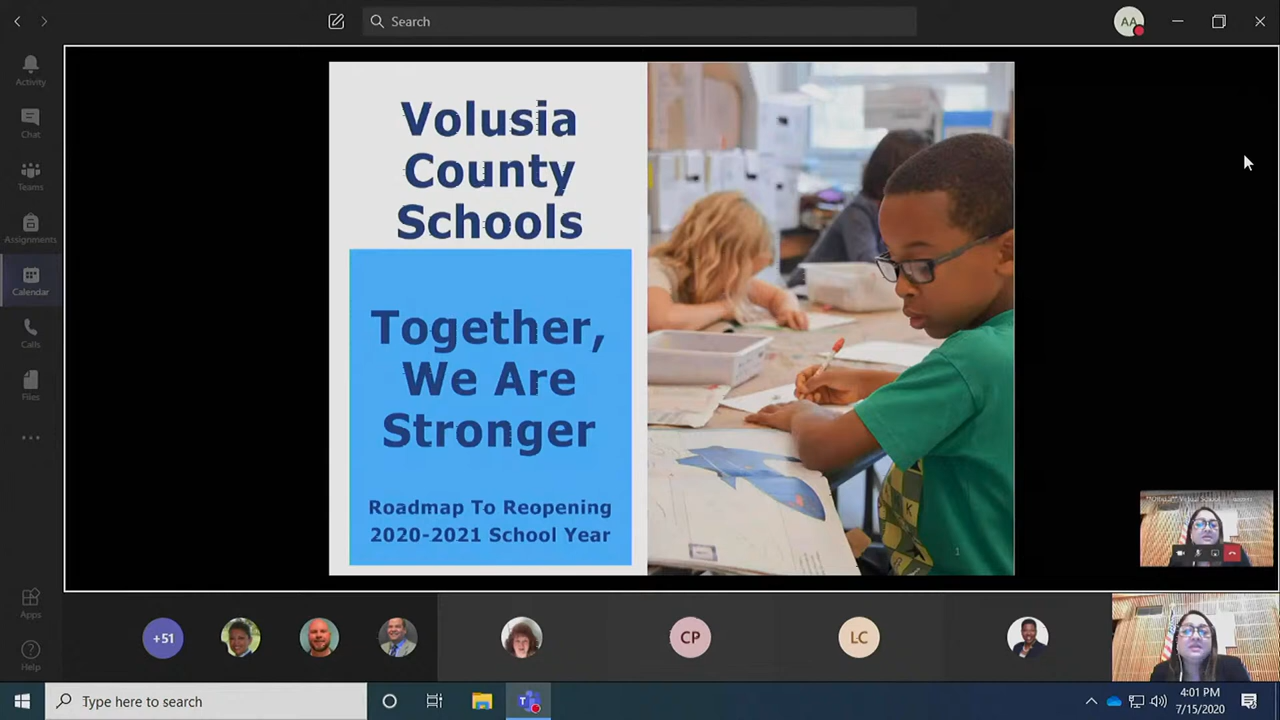 Search
AA
Activity
Chat
Teams
Assignments
Calendar
Calls
Files
Apps
Help
Volusia
County
Schools
Together,
We Are
Stronger
Roadmap To Reopening
2020-2021 School Year
1
+51
CP
LC
Type here to search
4:01 PM
7/15/2020